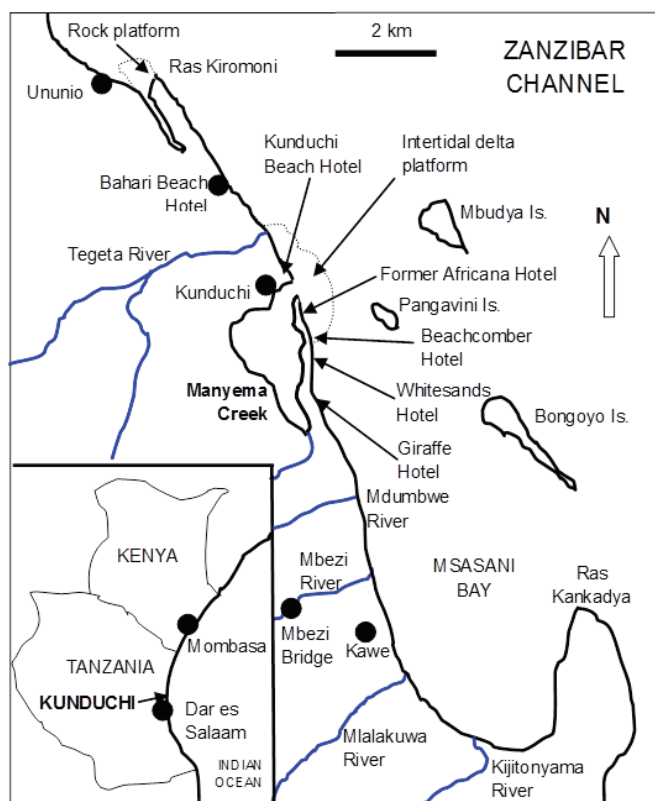 Rock platform
2 km
ZANZIBAR
CHANNEL
Ras Kiromoni
Ununio
Kunduchi
Beach Hotel
Intertidal delta
platform
Bahari Beach
Hotel
Mbudya Is.
N
Tegeta River
Former Africana Hotel
Kunduchi
Pangavini Is.
Beachcomber
Hotel
Manyema
Creek
Whitesands
Hotel
Bongoyo Is.
Giraffe
Hotel
Mdumbwe
River
KENYA
Mbezi
River
MSASANI
BAY
Ras
Kankadya
Mombasa
Mbezi
Bridge
Kawe
TANZANIA
KUNDUCHI
Dar es
Salaam
Mlalakuwa
River
INDIAN
OCEAN
Kijitonyama
River